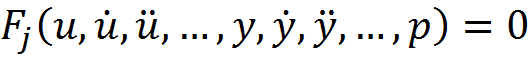 F_j(u, u̇, ü, …, y, ẏ, ÿ, …, p) = 0